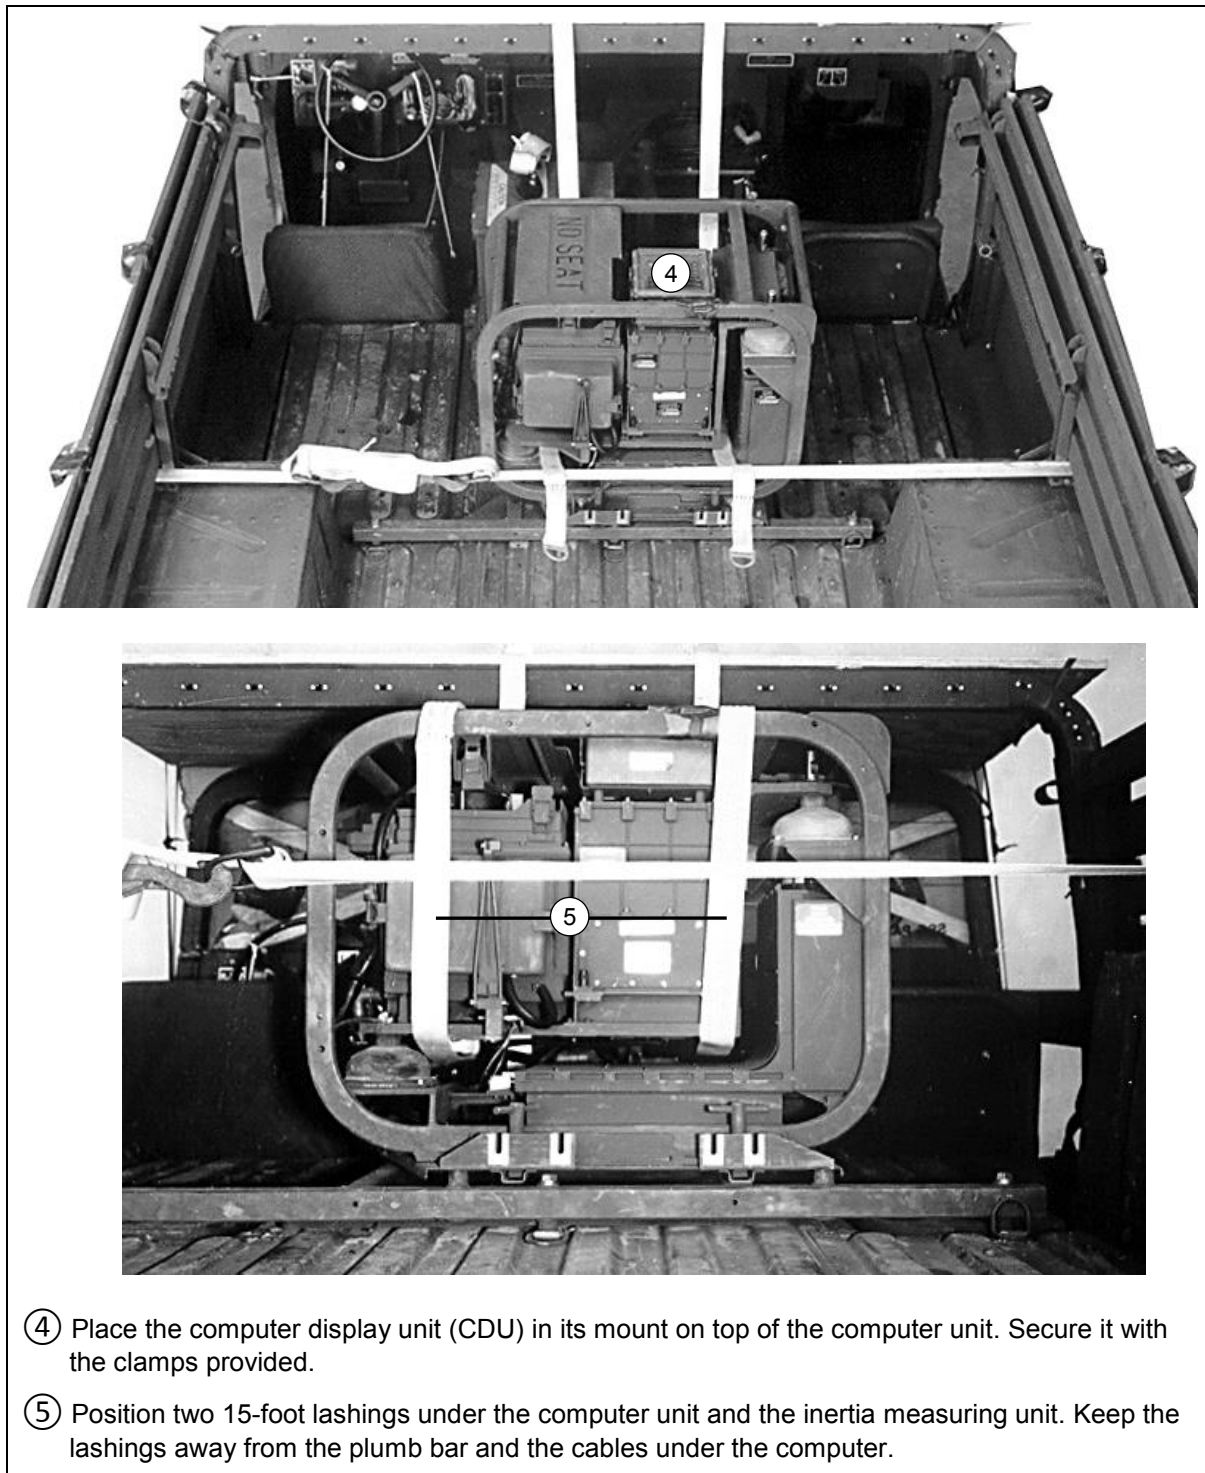 NO SEAT
4
5
④ Place the computer display unit (CDU) in its mount on top of the computer unit. Secure it with
the clamps provided.
⑤ Position two 15-foot lashings under the computer unit and the inertia measuring unit. Keep the
lashings away from the plumb bar and the cables under the computer.